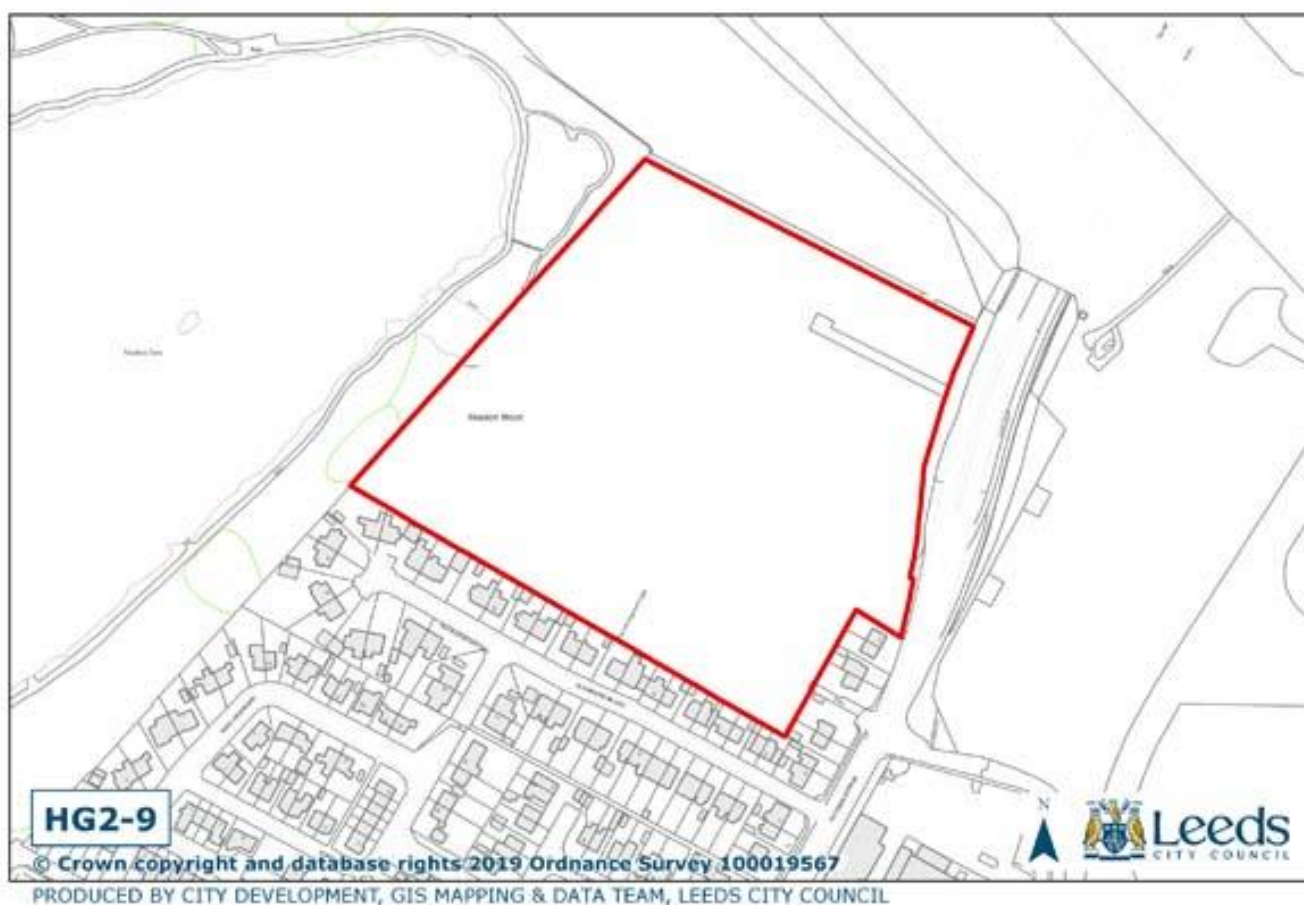 HG2-9
© Crown copyright and database rights 2019 Ordnance Survey 100019567
Leeds
CITY COUNCIL
N
PRODUCED BY CITY DEVELOPMENT, GIS MAPPING & DATA TEAM, LEEDS CITY COUNCIL